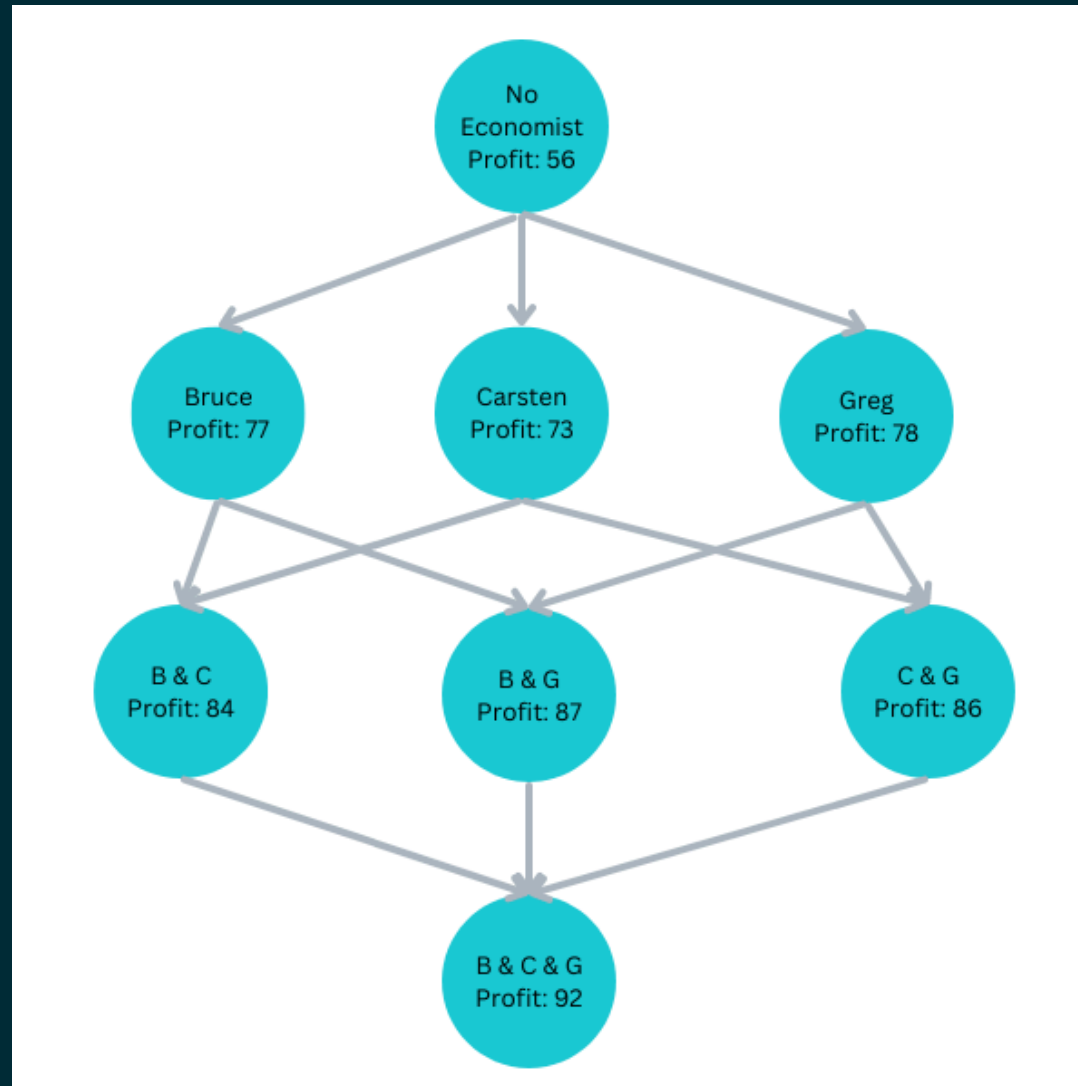 No
Economist
Profit: 56
Bruce
Profit: 77
Carsten
Profit: 73
Greg
Profit: 78
B & C
Profit: 84
B & G
Profit: 87
C & G
Profit: 86
B & C & G
Profit: 92